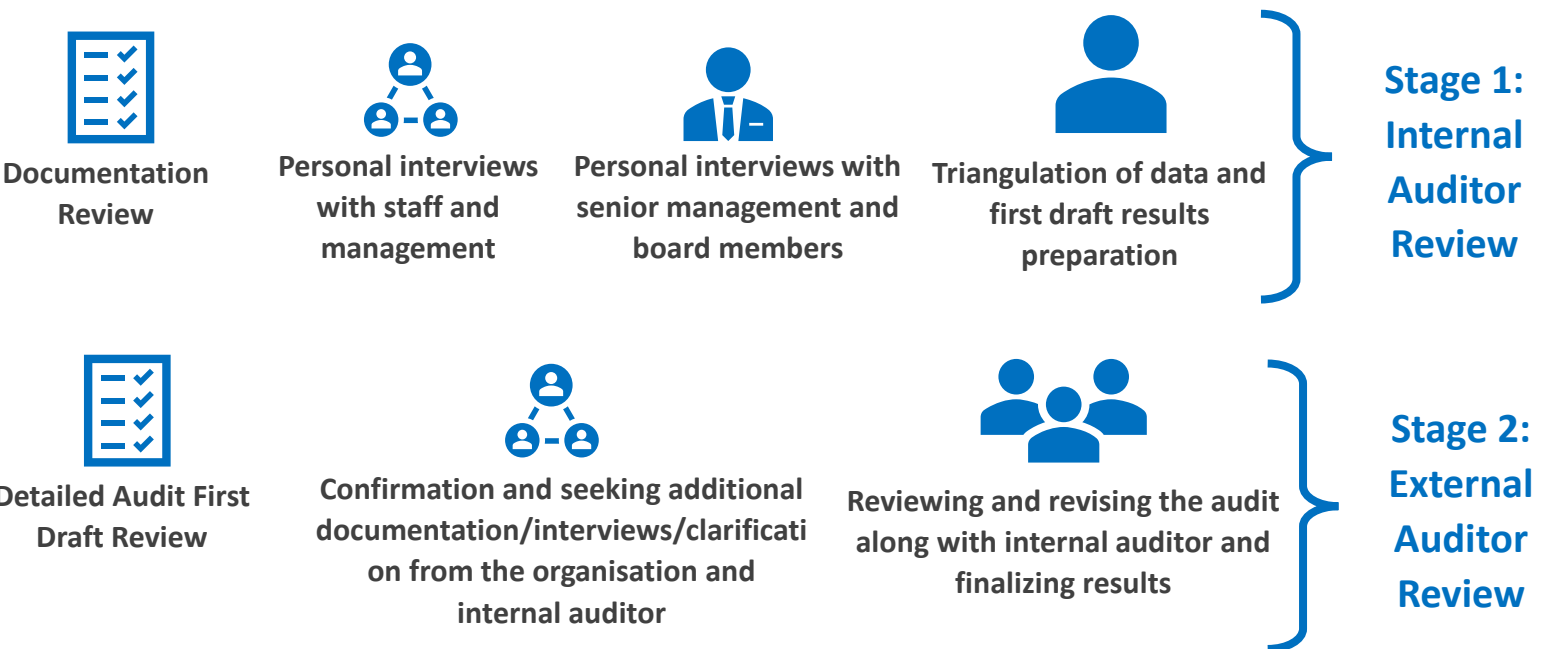 Documentation
Review
Personal interviews
with staff and
management
Personal interviews with
senior management and
board members
Triangulation of data and
first draft results
preparation
Stage 1:
Internal
Auditor
Review
Detailed Audit First
Draft Review
Confirmation and seeking additional
documentation/interviews/clarificati
on from the organisation and
internal auditor
Reviewing and revising the audit
along with internal auditor and
finalizing results
Stage 2:
External
Auditor
Review